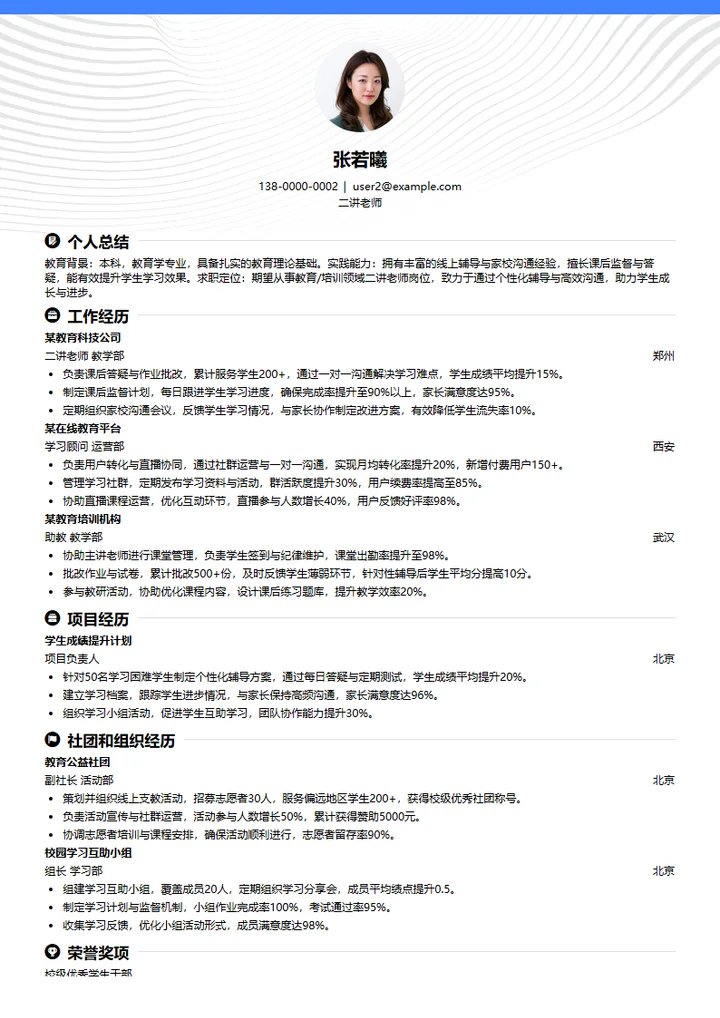 张若曦
138-0000-0002 | user2@example.com
二讲老师
个人总结
教育背景：本科，教育学专业，具备扎实的教育理论基础。实践能力：拥有丰富的线上辅导与家校沟通经验，擅长课后监督与答
疑，能有效提升学生学习效果。求职定位：期望从事教育/培训领域二讲老师岗位，致力于通过个性化辅导与高效沟通，助力学生成
长与进步。
工作经历
某教育科技公司
二讲老师 教学部 郑州
• 负责课后答疑与作业批改，累计服务学生200+，通过一对一沟通解决学习难点，学生成绩平均提升15%。
• 制定课后监督计划，每日跟进学生学习进度，确保完成率提升至90%以上，家长满意度达95%。
• 定期组织家校沟通会议，反馈学生学习情况，与家长协作制定改进方案，有效降低学生流失率10%。
某在线教育平台
学习顾问 运营部 西安
• 负责用户转化与直播协同，通过社群运营与一对一沟通，实现月均转化率提升20%，新增付费用户150+。
• 管理学习社群，定期发布学习资料与活动，群活跃度提升30%，用户续费率提高至85%。
• 协助直播课程运营，优化互动环节，直播参与人数增长40%，用户反馈好评率98%。
某教育培训机构
助教 教学部 武汉
• 协助主讲老师进行课堂管理，负责学生签到与纪律维护，课堂出勤率提升至98%。
• 批改作业与试卷，累计批改500+份，及时反馈学生薄弱环节，针对性辅导后学生平均分提高10分。
• 参与教研活动，协助优化课程内容，设计课后练习题库，提升教学效率20%。
项目经历
学生成绩提升计划
项目负责人 北京
• 针对50名学习困难学生制定个性化辅导方案，通过每日答疑与定期测试，学生成绩平均提升20%。
• 建立学习档案，跟踪学生进步情况，与家长保持高频沟通，家长满意度达96%。
• 组织学习小组活动，促进学生互助学习，团队协作能力提升30%。
社团和组织经历
教育公益社团
副社长 活动部 北京
• 策划并组织线上支教活动，招募志愿者30人，服务偏远地区学生200+，获得校级优秀社团称号。
• 负责活动宣传与社群运营，活动参与人数增长50%，累计获得赞助5000元。
• 协调志愿者培训与课程安排，确保活动顺利进行，志愿者留存率90%。
校园学习互助小组
组长 学习部 北京
• 组建学习互助小组，覆盖成员20人，定期组织学习分享会，成员平均绩点提升0.5。
• 制定学习计划与监督机制，小组作业完成率100%，考试通过率95%。
• 收集学习反馈，优化小组活动形式，成员满意度达98%。
荣誉奖项
校级优秀学生干部